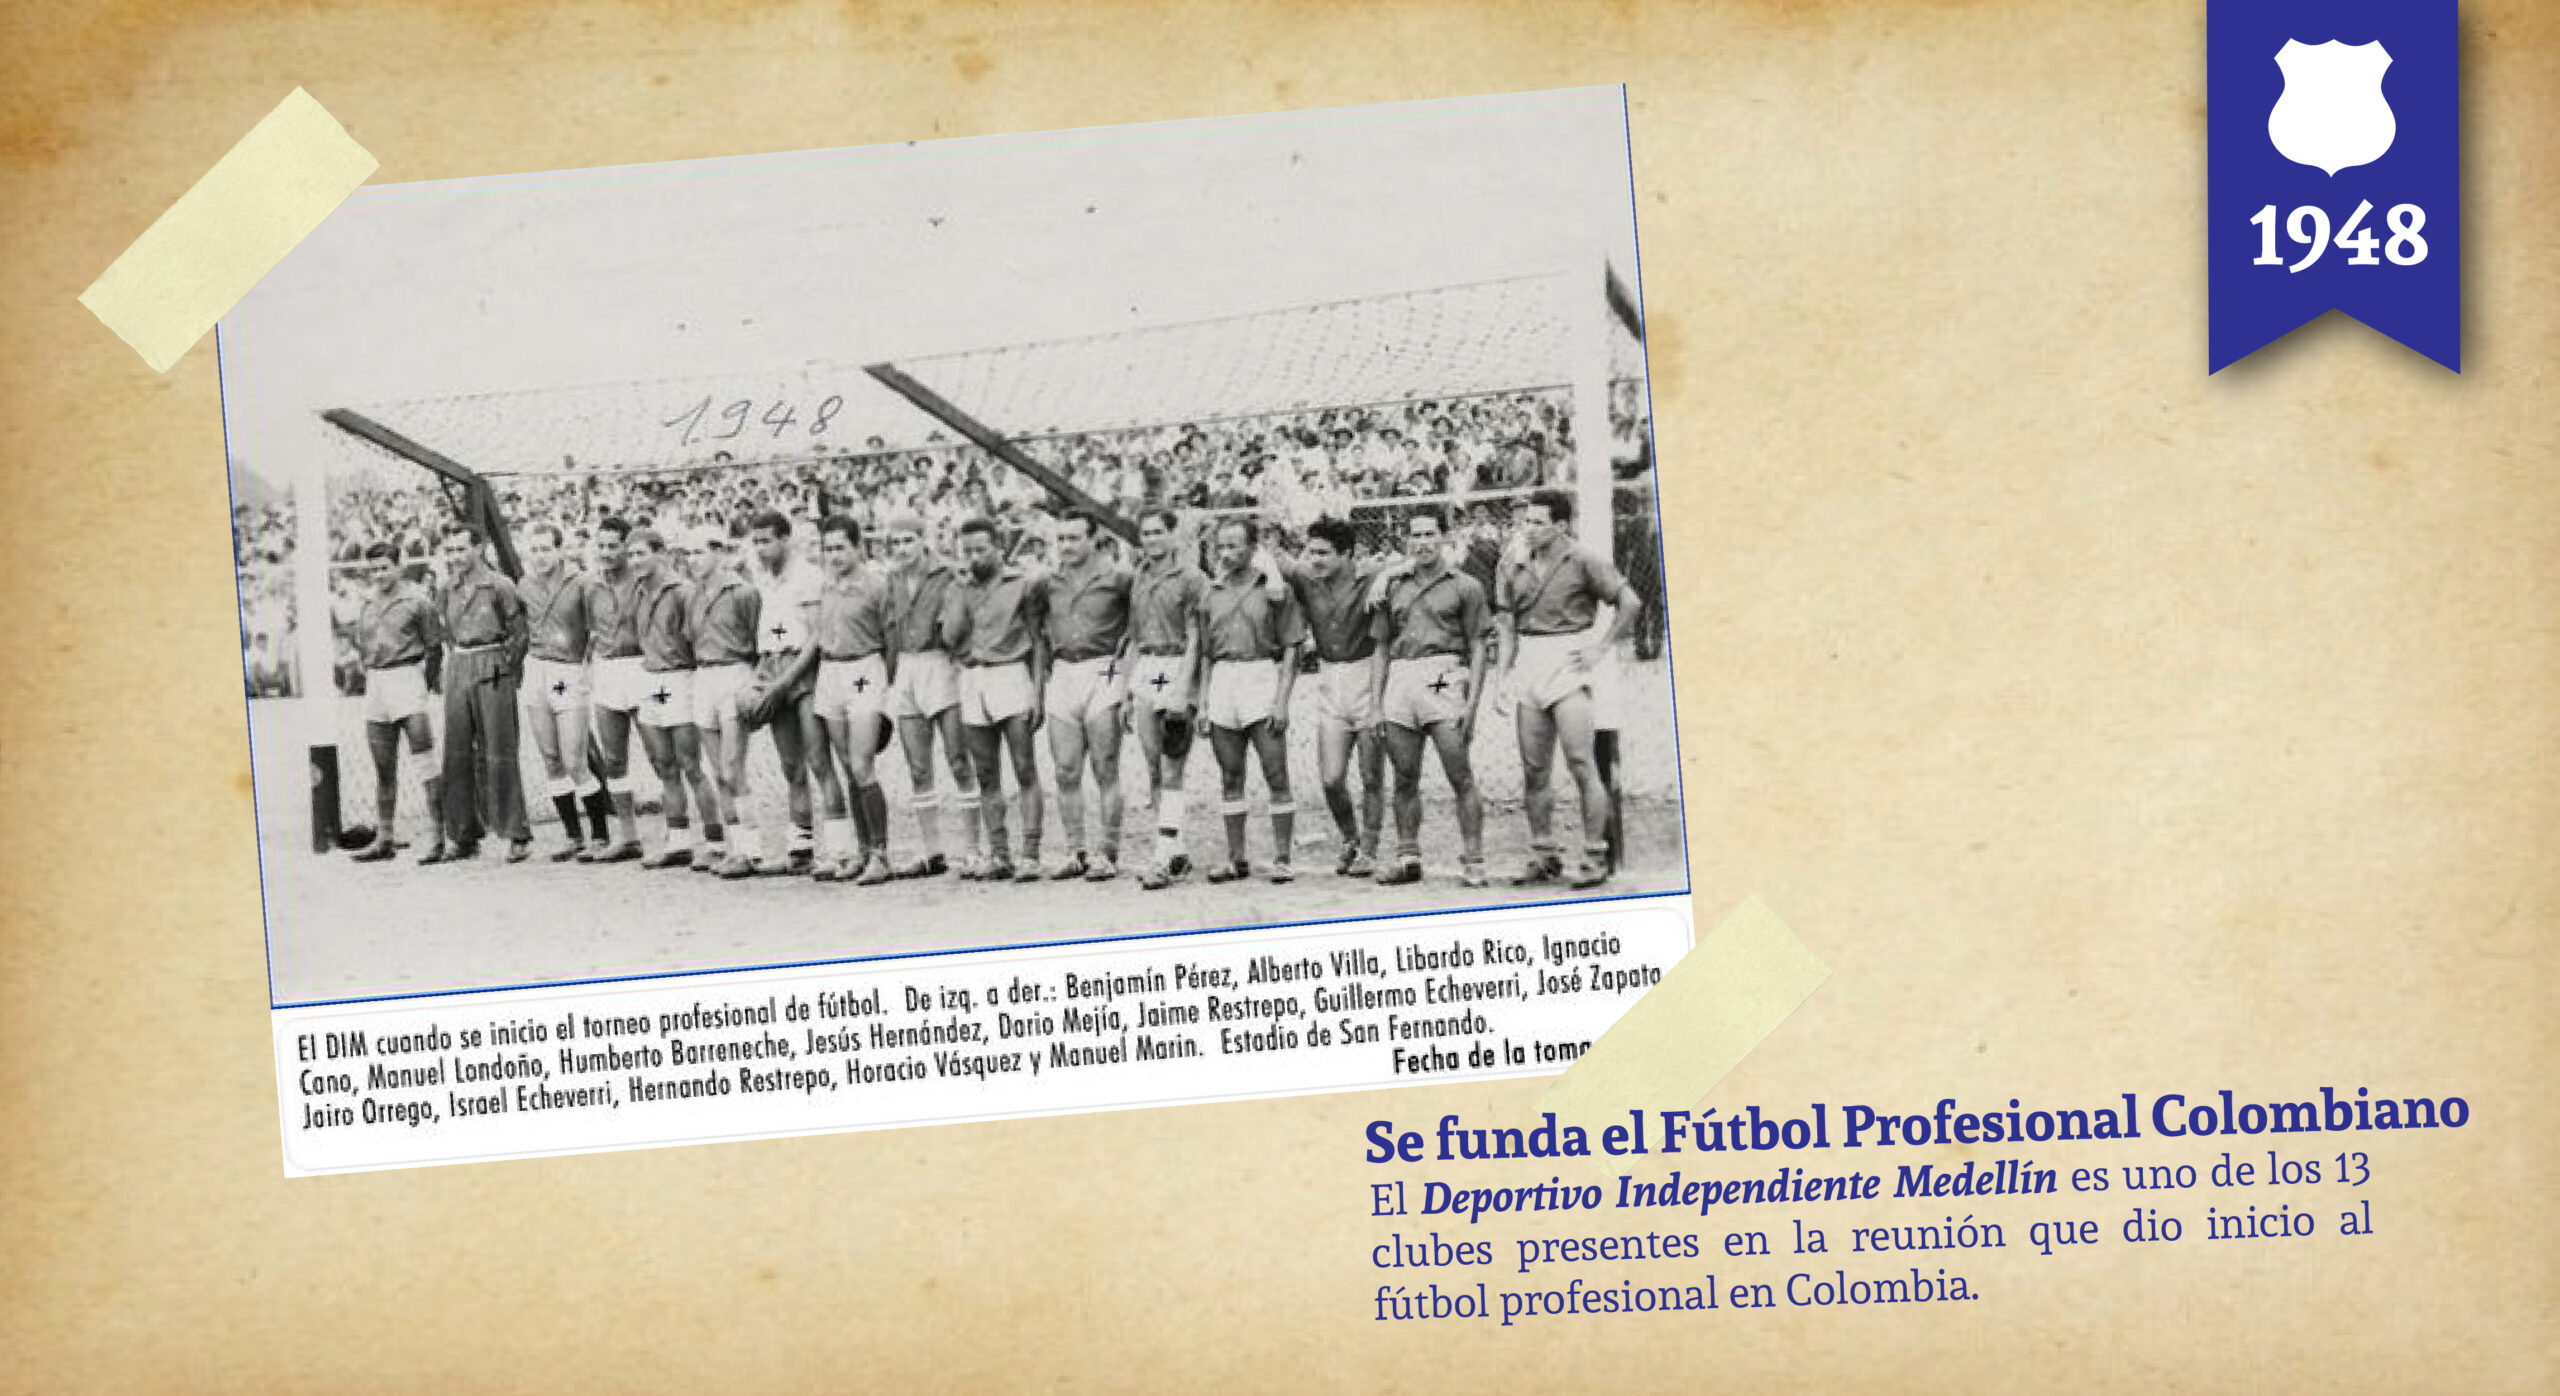 1948
1948
El DIM cuando se inicio el torneo profesional de fútbol. De izq. a der.: Benjamín Pérez, Alberto Villa, Libardo Rico, Ignacio
Cano, Manuel Londoño, Humberto Barreneche, Jesús Hernández, Dario Mejía, Jaime Restrepo, Guillermo Echeverri, José Zapata
Jairo Orrego, Israel Echeverri, Hernando Restrepo, Horacio Vásquez y Manuel Marin. Estadio de San Fernando.
Fecha de la toma
Se funda el Fútbol Profesional Colombiano
El Deportivo Independiente Medellín es uno de los 13
clubes presentes en la reunión que dio inicio al
fútbol profesional en Colombia.